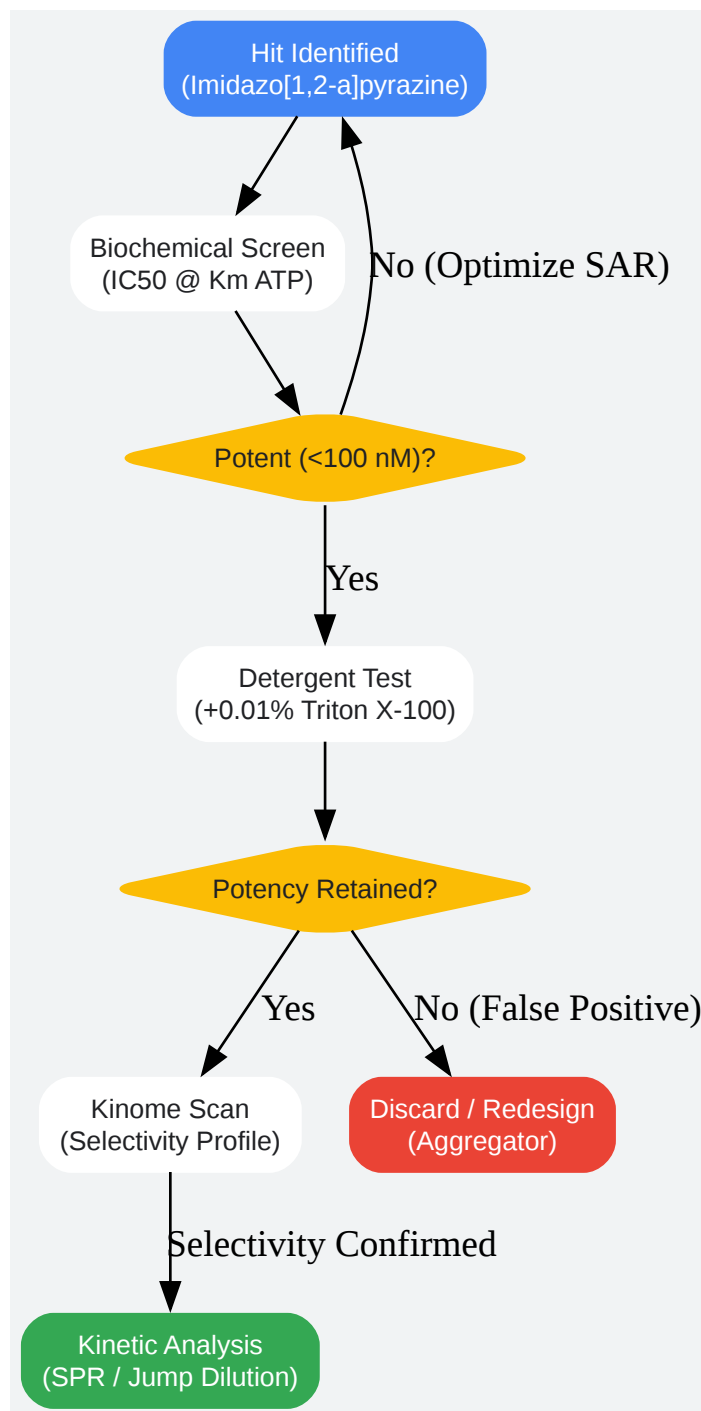 Hit Identified
(Imidazo[1,2-a]pyrazine)
Biochemical Screen
(IC50 @ Km ATP)
No (Optimize SAR)
Potent (<100 nM)?
Yes
Detergent Test
(+0.01% Triton X-100)
Potency Retained?
Yes
No (False Positive)
Kinome Scan
(Selectivity Profile)
Discard / Redesign
(Aggregator)
Selectivity Confirmed
Kinetic Analysis
(SPR / Jump Dilution)